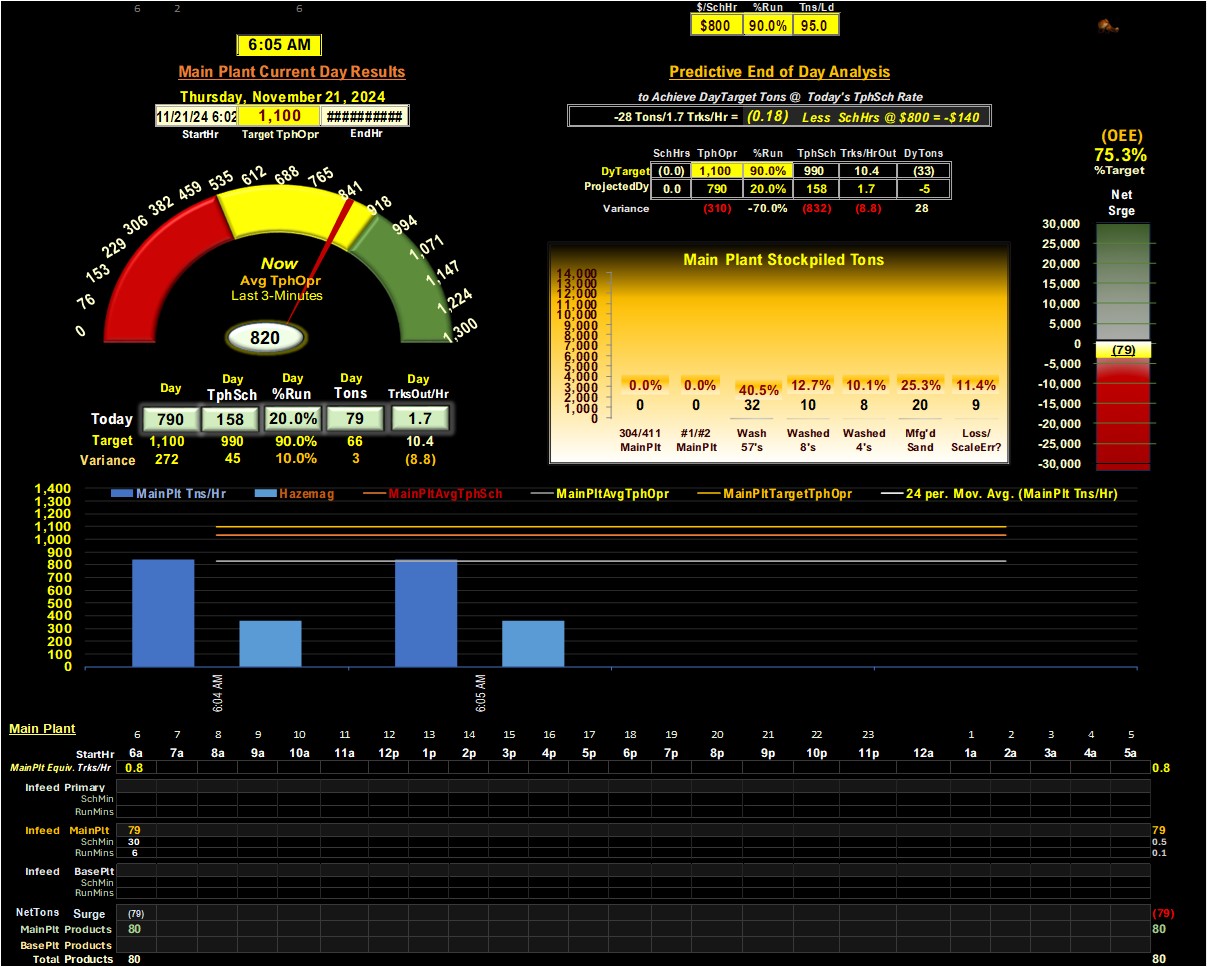 6 2 6
$/SchHr %Run Tns/Ld
$800 90.0% 95.0
6:05 AM
Main Plant Current Day Results
Thursday, November 21, 2024
11/21/24 6:02 1,100 ##########
StartHr Target TphOpr EndHr
Predictive End of Day Analysis
to Achieve DayTarget Tons @ Today's TphSch Rate
-28 Tons/1.7 Trks/Hr = (0.18) Less SchHrs @ $800 = -$140
(OEE)
75.3%
%Target
SchHrs TphOpr %Run TphSch Trks/HrOut DyTons
DyTarget (0.0) 1,100 90.0% 990 10.4 (33)
ProjectedDy 0.0 790 20.0% 158 1.7 -5
Variance (310) -70.0% (832) (8.8) 28
0 76 153 229 306 382 459 535 612 688 765 841 918 994 1,071 1,147 1,224 1,300
Now
Avg TphOpr
Last 3-Minutes
820
Day Day Day Day Day
TphSch %Run Tons TrksOut/Hr
Today 790 158 20.0% 79 1.7
Target 1,100 990 90.0% 66 10.4
Variance 272 45 10.0% 3 (8.8)
Main Plant Stockpiled Tons
14,000
13,000
12,000
11,000
10,000
9,000
8,000
7,000
6,000
5,000
4,000
3,000
2,000
1,000
0
0.0% 0.0% 40.5% 12.7% 10.1% 25.3% 11.4%
0 0 32 10 8 20 9
304/411 #1/#2 Wash Washed Washed Mfg'd Loss/
MainPlt MainPlt 57's 8's 4's Sand ScaleErr?
Net
Srge
30,000
25,000
20,000
15,000
10,000
5,000
0
(79)
-5,000
-10,000
-15,000
-20,000
-25,000
-30,000
MainPlt Tns/Hr Hazemag MainPltAvgTphSch MainPltAvgTphOpr MainPltTargetTphOpr 24 per. Mov. Avg. (MainPlt Tns/Hr)
1,400
1,300
1,200
1,100
1,000
900
800
700
600
500
400
300
200
100
0
6:04 AM 6:05 AM
Main Plant
6 7 8 9 10 11 12 13 14 15 16 17 18 19 20 21 22 23 1 2 3 4 5
StartHr 6a 7a 8a 9a 10a 11a 12p 1p 2p 3p 4p 5p 6p 7p 8p 9p 10p 11p 12a 1a 2a 3a 4a 5a
MainPlt Equiv. Trks/Hr 0.8 0.8
Infeed Primary
SchMin
RunMins
Infeed MainPlt 79 79
SchMin 30 0.5
RunMins 6 0.1
Infeed BasePlt
SchMin
RunMins
NetTons Surge (79) (79)
MainPlt Products 80 80
BasePlt Products
Total Products 80 80